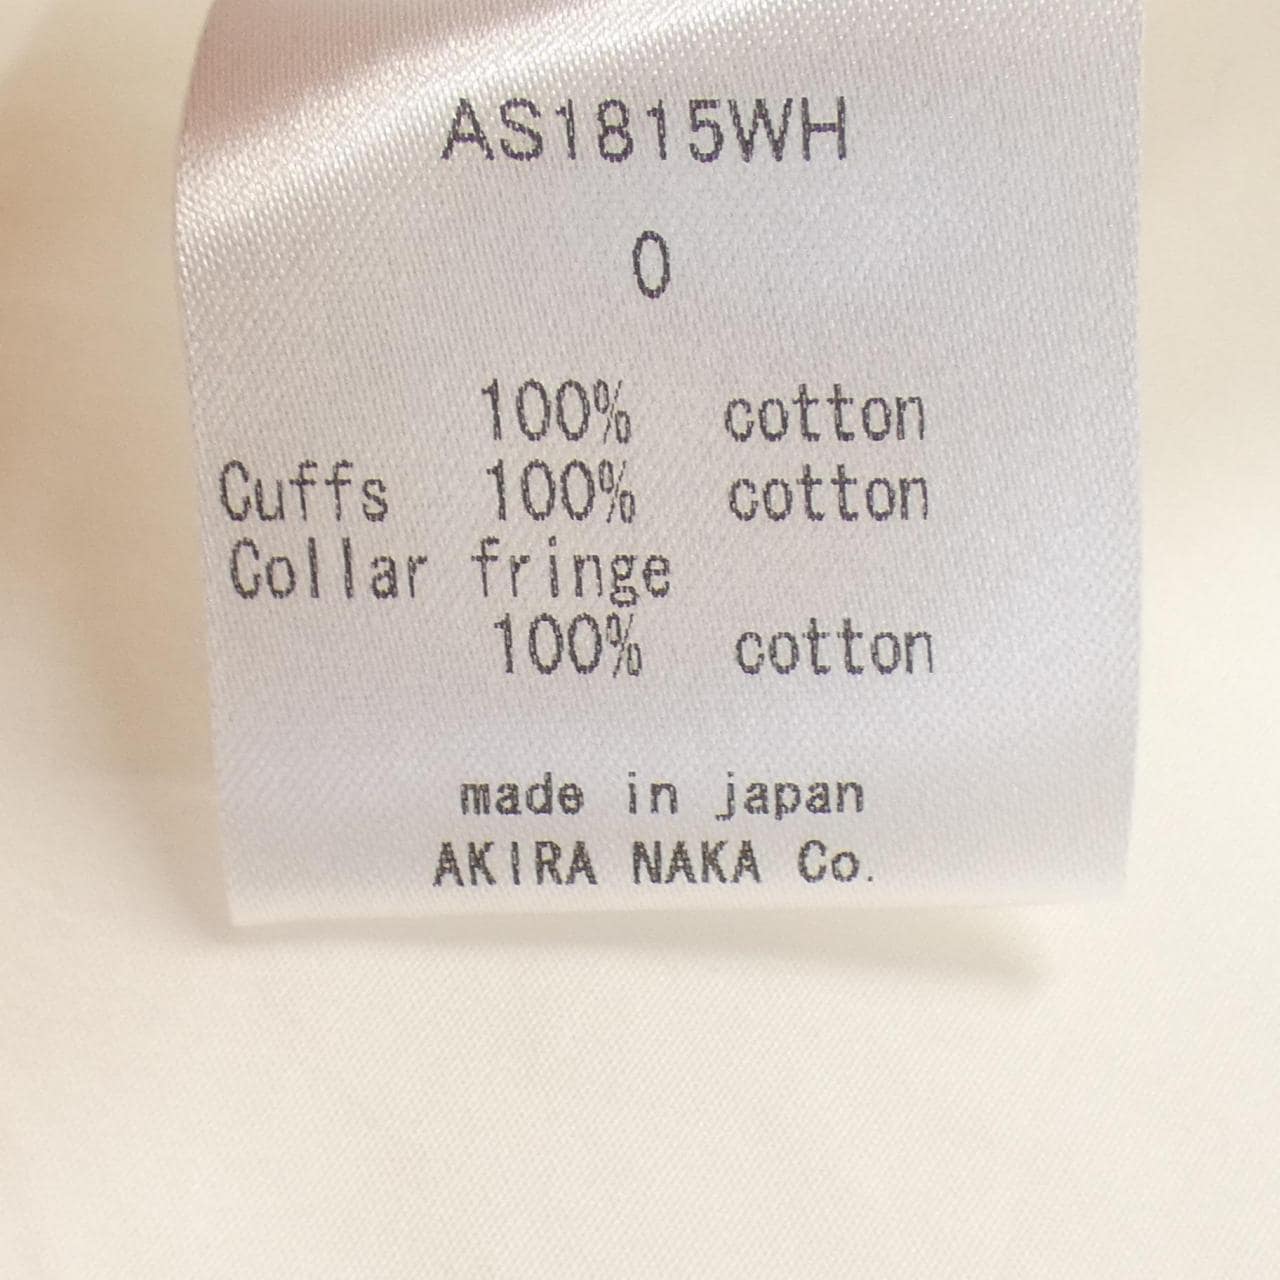 AS1815WH
0
100% cotton
Cuffs 100% cotton
Collar fringe
100% cotton
made in japan
AKIRA NAKA Co.